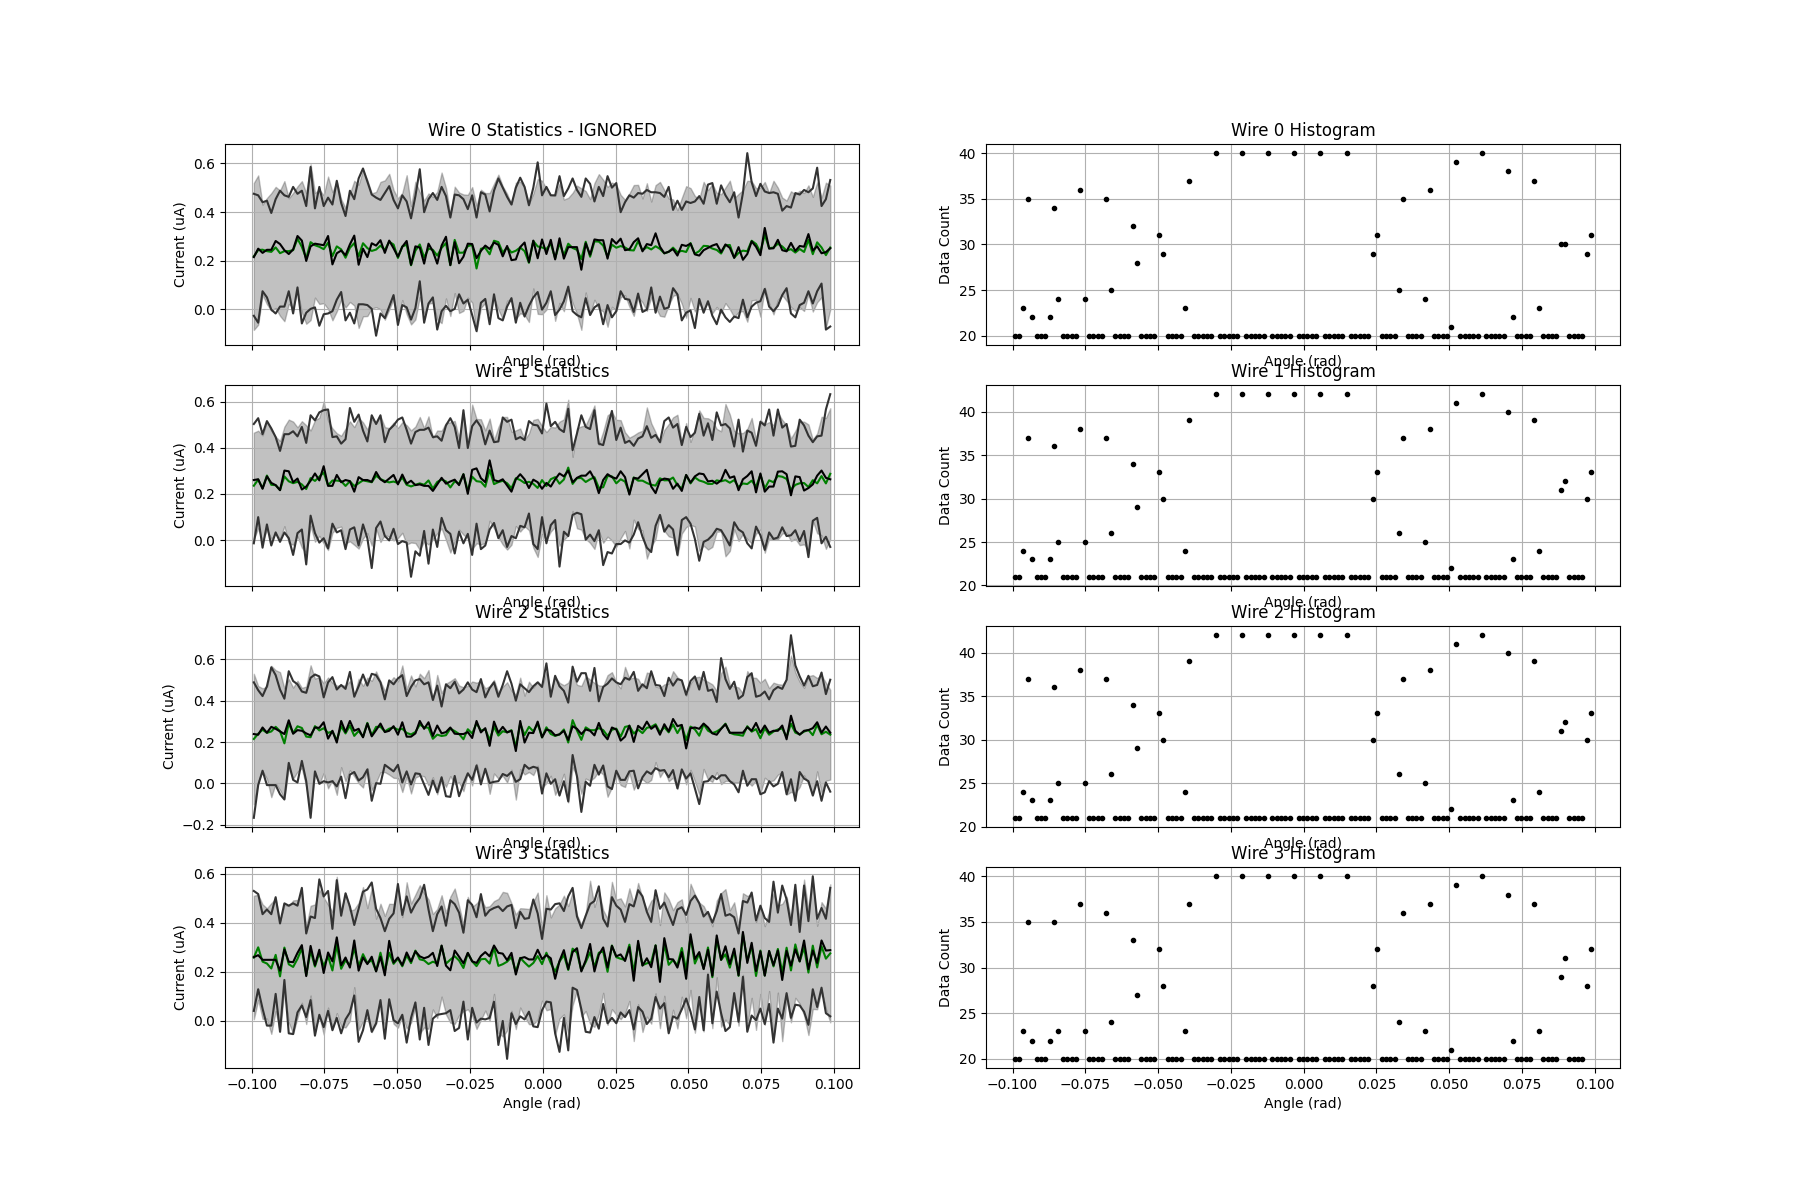 Wire 0 Statistics - IGNORED
Wire 0 Histogram
Current (uA)
0.6
0.4
0.2
0.0
Angle (rad)
Data Count
40
35
30
25
20
Angle (rad)
Wire 1 Statistics
Wire 1 Histogram
Current (uA)
0.6
0.4
0.2
0.0
Angle (rad)
Data Count
40
35
30
25
20
Angle (rad)
Wire 2 Statistics
Wire 2 Histogram
Current (uA)
0.6
0.4
0.2
0.0
−0.2
Angle (rad)
Data Count
40
35
30
25
20
Angle (rad)
Wire 3 Statistics
Wire 3 Histogram
Current (uA)
0.6
0.4
0.2
0.0
−0.100 −0.075 −0.050 −0.025 0.000 0.025 0.050 0.075 0.100
Angle (rad)
Data Count
40
35
30
25
20
−0.100 −0.075 −0.050 −0.025 0.000 0.025 0.050 0.075 0.100
Angle (rad)